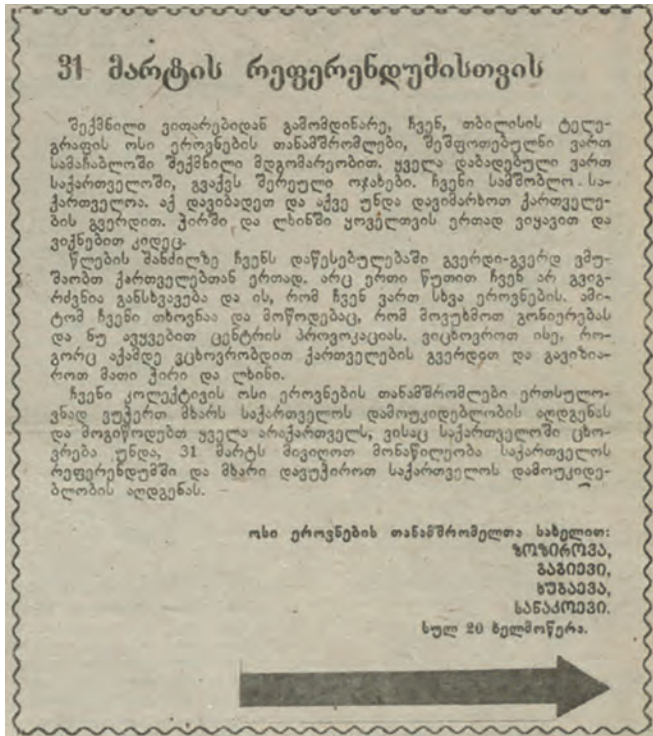 31 მარტის რეფერენდუმისთვის
შექმნილი ვითარებიდან გამომდინარე, ჩვენ, თბილისის ტელე-
გრაფის ოსი ეროვნების თანამშრომლები, შეშფოთებულნი ვართ
სამაჩაბლოში შექმნილი მდგომარეობით. ყველა დაბადებული ვართ
საქართველოში, გვაქვს შერეული ოჯახები. ჩვენი სამშობლო სა-
ქართველოა. აქ დავიბადეთ და აქვე უნდა დავიმარხოთ ქართველე-
ბის გვერდით. ჭირში და ლხინში ყოველთვის ერთად ვიყავით და
ვიქნებით კიდეც.
წლების მანძილზე ჩვენს დაწესებულებაში გვერდი-გვერდ ვმუ-
შაობთ ქართველებთან ერთად. არც ერთი წუთით ჩვენ არ გვიგ-
რძვნია განსხვავება და ის, რომ ჩვენ ვართ სხვა ეროვნების. ამი-
ტომ ჩვენი თხოვნაა და მოწოდებაც, რომ მოვუხმოთ გონიერებას
და ნუ ავყვებით ცენტრის პროვოკაციას. ვიცხოვროთ ისე, რო-
გორც აქამდე ვცხოვრობდით ქართველების გვერდით და გავიზია-
როთ მათი ჭირი და ლხინი.
ჩვენი კოლექტივის ოსი ეროვნების თანამშრომლები ერთსულო-
ვნად ვუჭერთ მხარს საქართველოს დამოუკიდებლობის აღდგენას
და მოგიწოდებთ ყველა არაქართველს, ვისაც საქართველოში ცხო-
ვრება უნდა, 31 მარტს მივიღოთ მონაწილეობა საქართველოს
რეფერენდუმში და მხარი დავუჭიროთ საქართველოს დამოუკიდე-
ბლობის აღდგენას.
ოსი ეროვნების თანამშრომელთა სახელით:
ზოზიროვა,
გაგიევი,
ხუგაევა,
სანაკოევი.
სულ 20 ხელმოწერა.